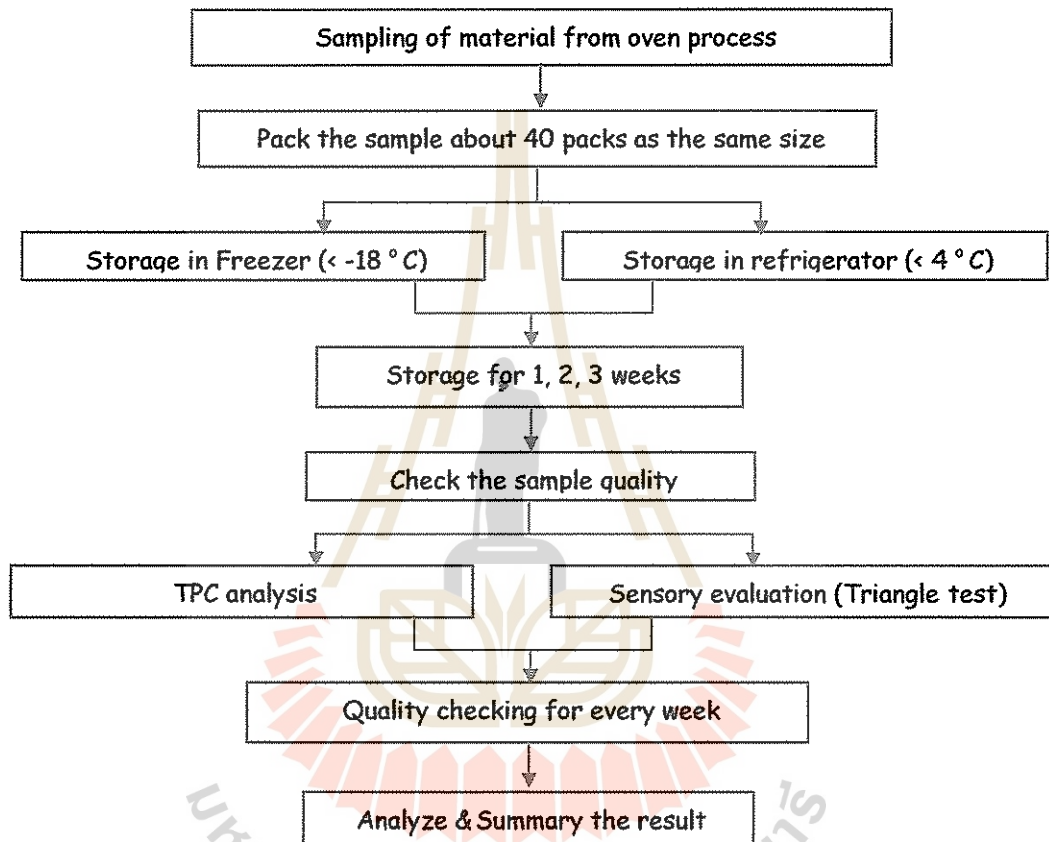 Sampling of material from oven process
Pack the sample about 40 packs as the same size
Storage in Freezer (< -18 °C)
Storage in refrigerator (< 4 °C)
Storage for 1, 2, 3 weeks
Check the sample quality
TPC analysis
Sensory evaluation (Triangle test)
Quality checking for every week
Analyze & Summary the result